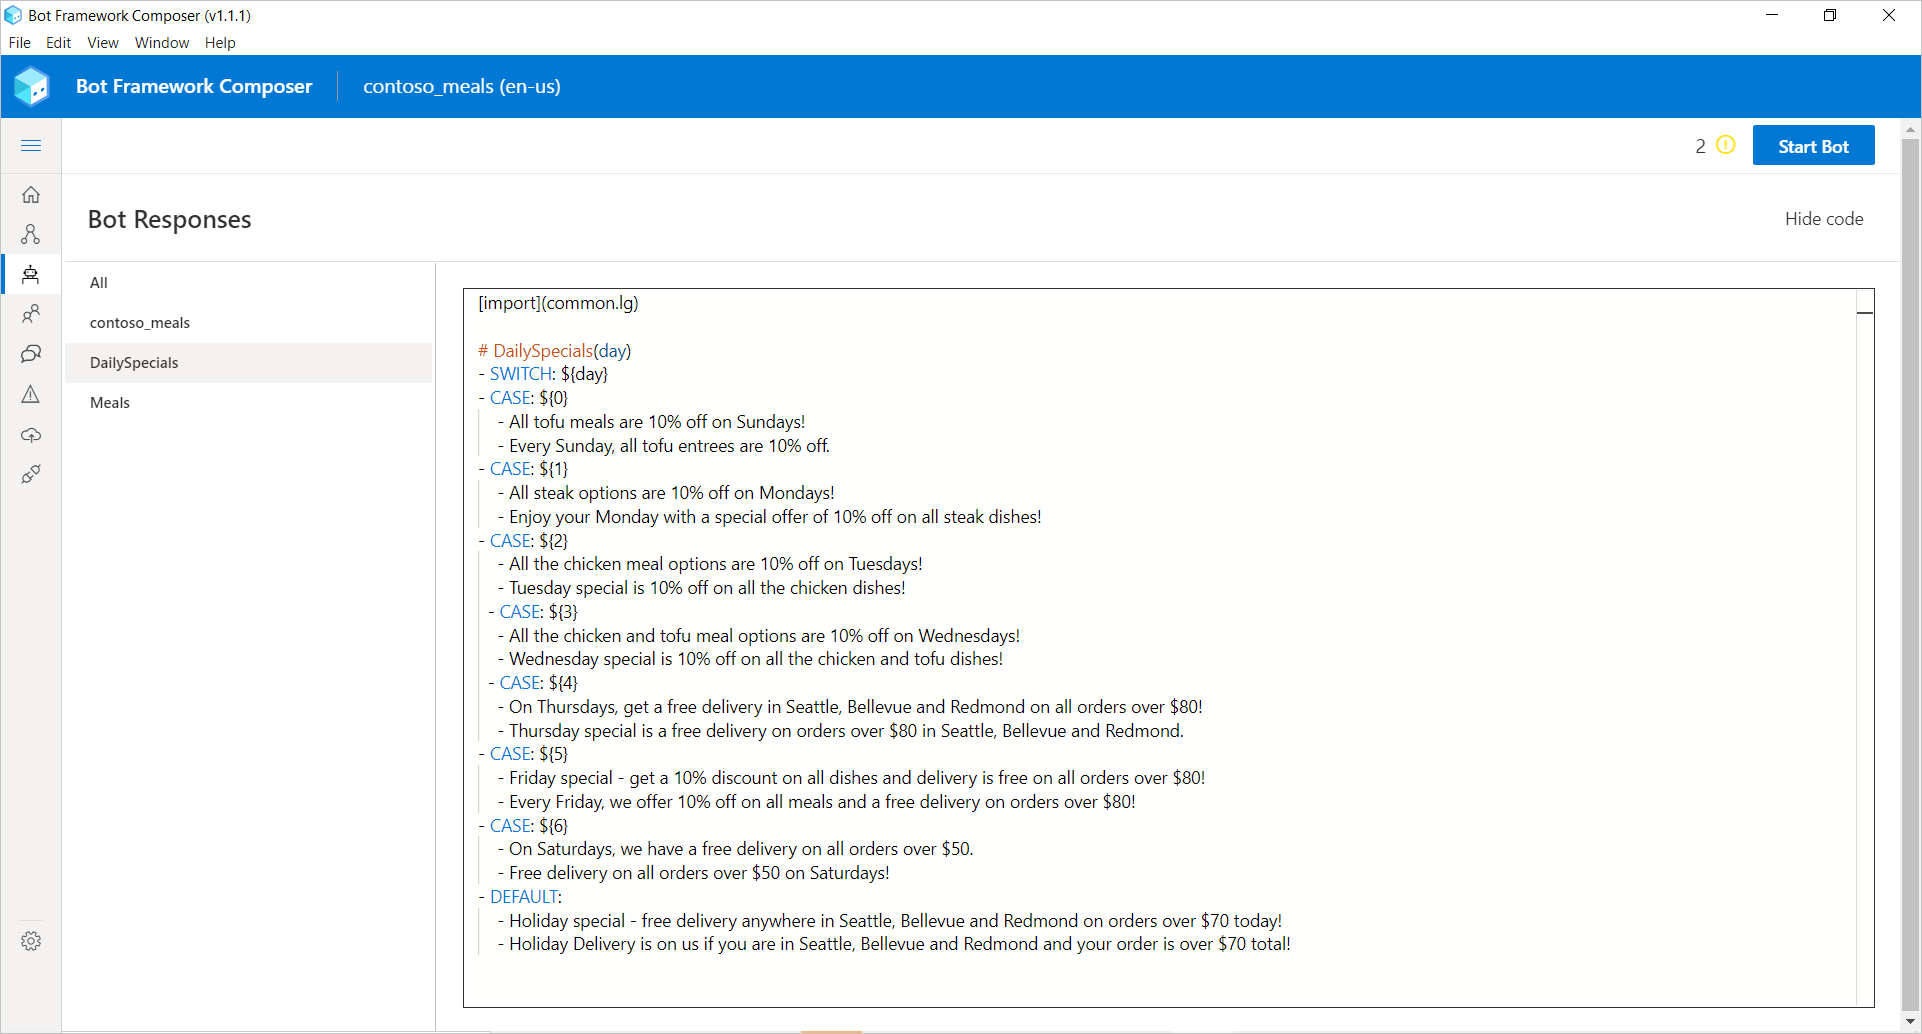 Bot Framework Composer (v1.1.1)
File Edit View Window Help
Bot Framework Composer contoso_meals (en-us)
2 Start Bot
Bot Responses
Hide code
All
contoso_meals
DailySpecials
Meals
[import](common.lg)
# DailySpecials(day)
- SWITCH: ${day}
- CASE: ${0}
- All tofu meals are 10% off on Sundays!
- Every Sunday, all tofu entrees are 10% off.
- CASE: ${1}
- All steak options are 10% off on Mondays!
- Enjoy your Monday with a special offer of 10% off on all steak dishes!
- CASE: ${2}
- All the chicken meal options are 10% off on Tuesdays!
- Tuesday special is 10% off on all the chicken dishes!
- CASE: ${3}
- All the chicken and tofu meal options are 10% off on Wednesdays!
- Wednesday special is 10% off on all the chicken and tofu dishes!
- CASE: ${4}
- On Thursdays, get a free delivery in Seattle, Bellevue and Redmond on all orders over $80!
- Thursday special is a free delivery on orders over $80 in Seattle, Bellevue and Redmond.
- CASE: ${5}
- Friday special - get a 10% discount on all dishes and delivery is free on all orders over $80!
- Every Friday, we offer 10% off on all meals and a free delivery on orders over $80!
- CASE: ${6}
- On Saturdays, we have a free delivery on all orders over $50.
- Free delivery on all orders over $50 on Saturdays!
- DEFAULT:
- Holiday special - free delivery anywhere in Seattle, Bellevue and Redmond on orders over $70 today!
- Holiday Delivery is on us if you are in Seattle, Bellevue and Redmond and your order is over $70 total!